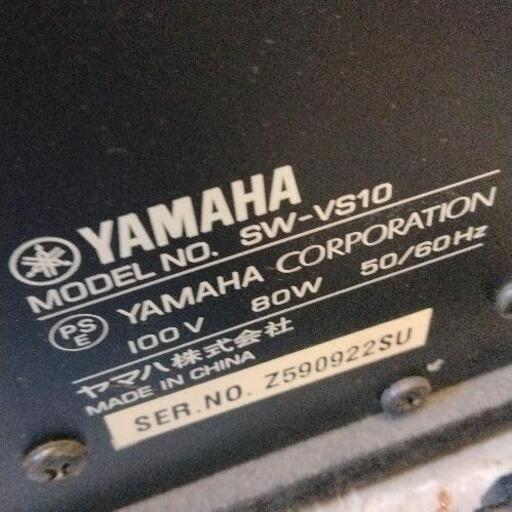 YAMAHA
MODEL NO. SW-VS10
PSE YAMAHA CORPORATION
100V 80W 50/60Hz
ヤマハ株式会社
MADE IN CHINA
SER.NO. Z590922SU